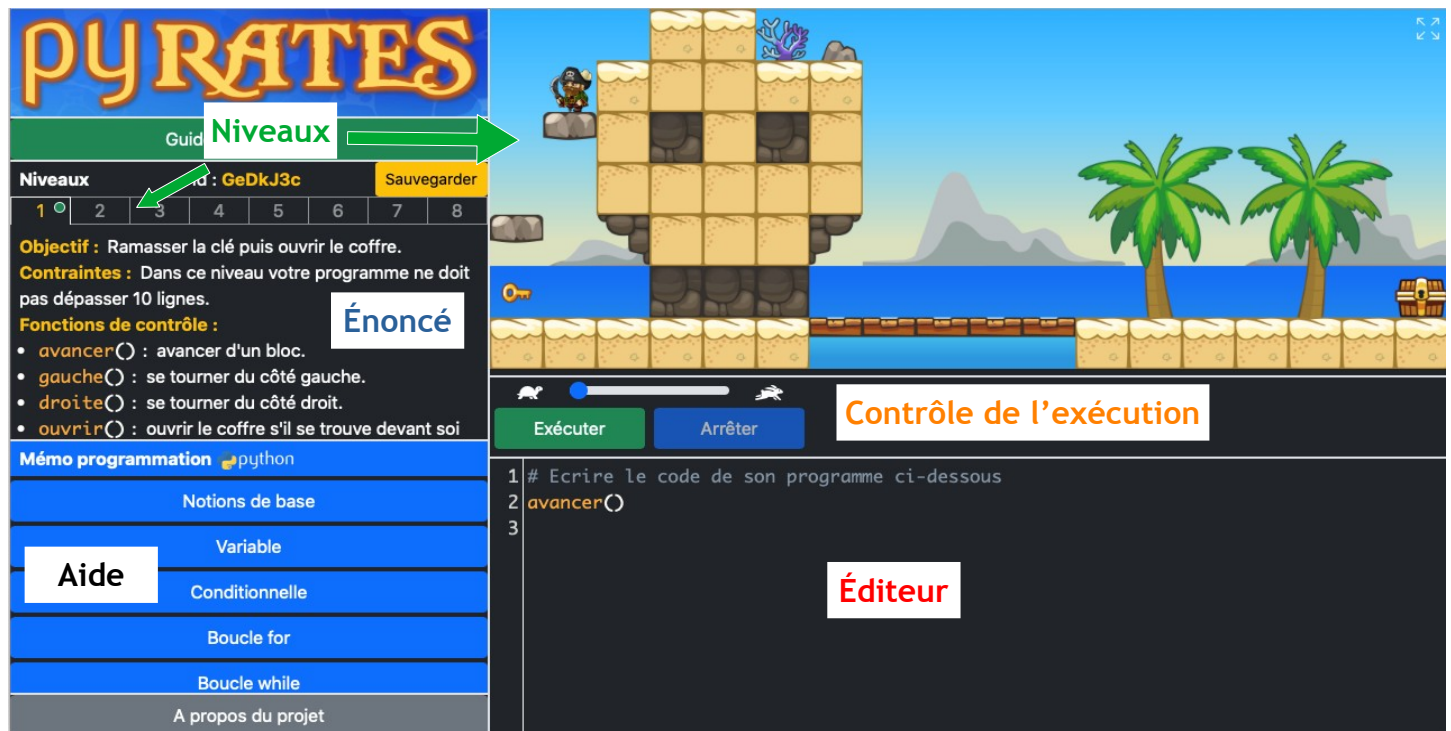 pyRATES
Guid
Niveaux
Niveaux
id : GeDkJ3c
Sauvegarder
1 2 3 4 5 6 7 8
Objectif : Ramasser la clé puis ouvrir le coffre.
Contraintes : Dans ce niveau votre programme ne doit
pas dépasser 10 lignes.
Énoncé
Fonctions de contrôle :
• avancer() : avancer d'un bloc.
• gauche() : se tourner du côté gauche.
• droite() : se tourner du côté droit.
• ouvrir() : ouvrir le coffre s'il se trouve devant soi
Mémo programmation python
Notions de base
Variable
Aide
Conditionnelle
Boucle for
Boucle while
A propos du projet
Contrôle de l’exécution
Exécuter
Arrêter
1 # Ecrire le code de son programme ci-dessous
2 avancer()
3
Éditeur